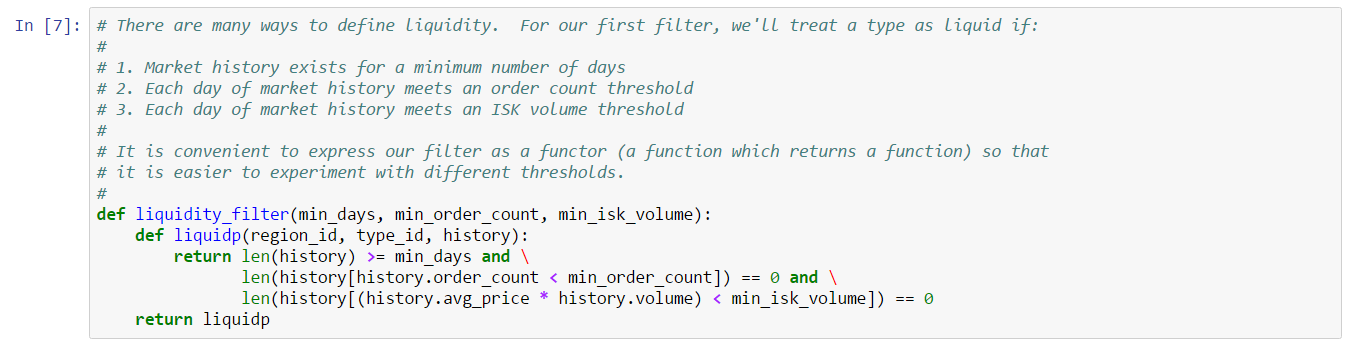 In [7]: # There are many ways to define liquidity.  For our first filter, we'll treat a type as liquid if:
#
# 1. Market history exists for a minimum number of days
# 2. Each day of market history meets an order count threshold
# 3. Each day of market history meets an ISK volume threshold
#
# It is convenient to express our filter as a functor (a function which returns a function) so that
# it is easier to experiment with different thresholds.
#
def liquidity_filter(min_days, min_order_count, min_isk_volume):
    def liquidp(region_id, type_id, history):
        return len(history) >= min_days and \
               len(history[history.order_count < min_order_count]) == 0 and \
               len(history[(history.avg_price * history.volume) < min_isk_volume]) == 0
    return liquidp